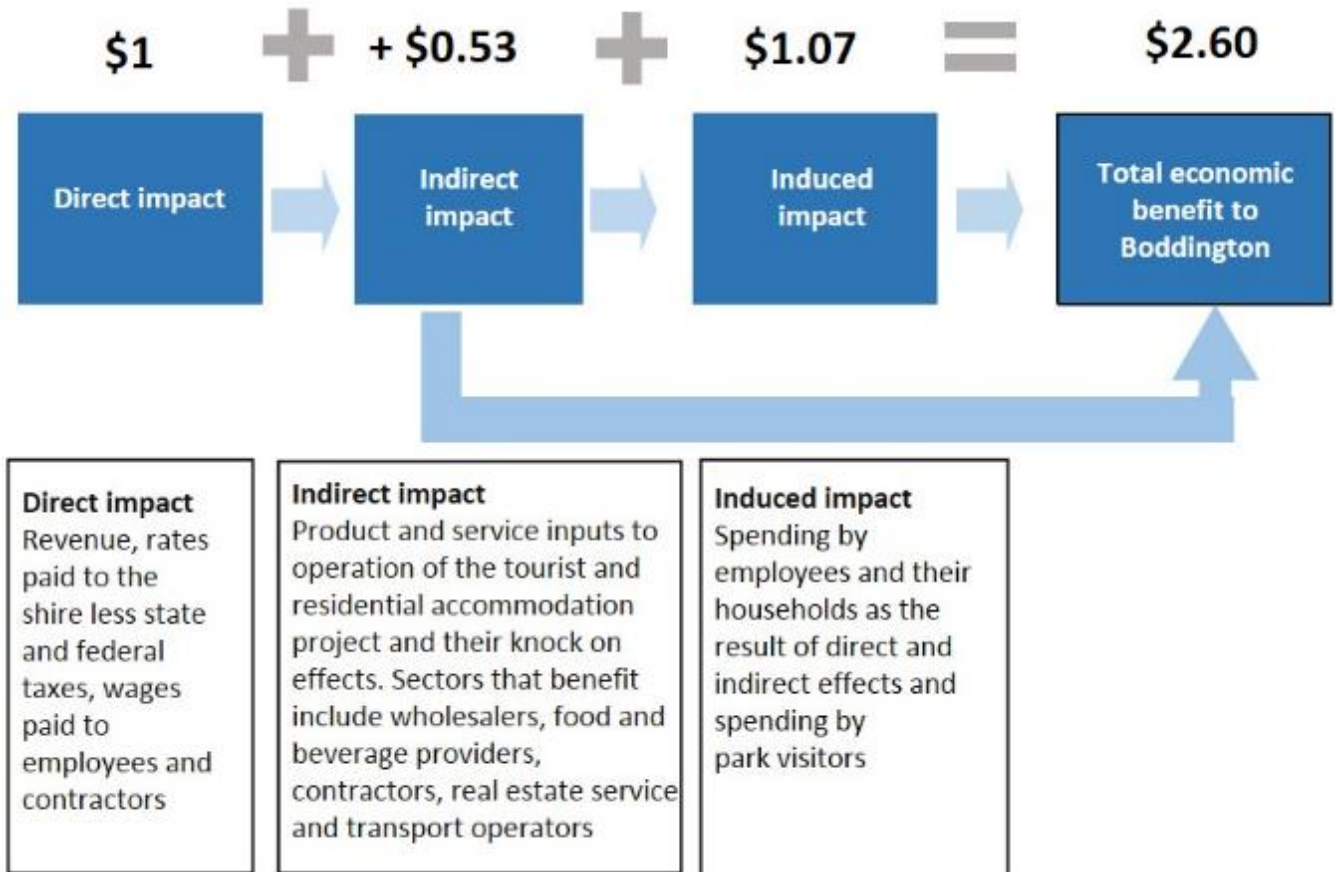 $1 + + $0.53 + $1.07 = $2.60
Direct impact
Indirect
impact
Induced
impact
Total economic
benefit to
Boddington
Direct impact
Revenue, rates
paid to the
shire less state
and federal
taxes, wages
paid to
employees and
contractors
Indirect impact
Product and service inputs to
operation of the tourist and
residential accommodation
project and their knock on
effects. Sectors that benefit
include wholesalers, food and
beverage providers,
contractors, real estate service
and transport operators
Induced impact
Spending by
employees and their
households as the
result of direct and
indirect effects and
spending by
park visitors